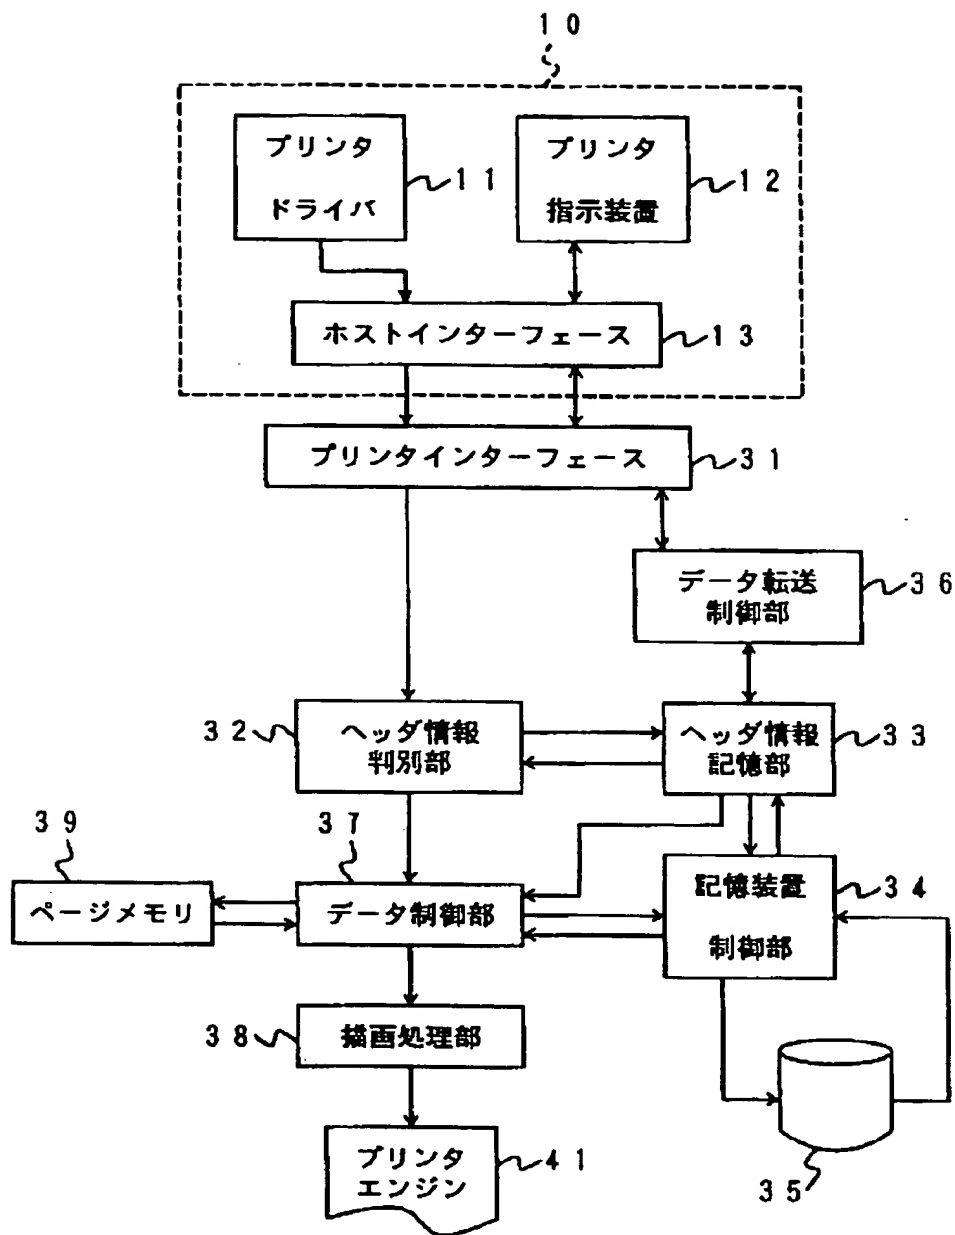 10
プリンタ
ドライバ
11
プリンタ
指示装置
12
ホストインターフェース
13
プリンタインターフェース
31
データ転送
制御部
36
32
ヘッダ情報
判別部
ヘッダ情報
記憶部
33
39
ページメモリ
37
データ制御部
記憶装置
制御部
34
38
描画処理部
35
プリンタ
エンジン
41